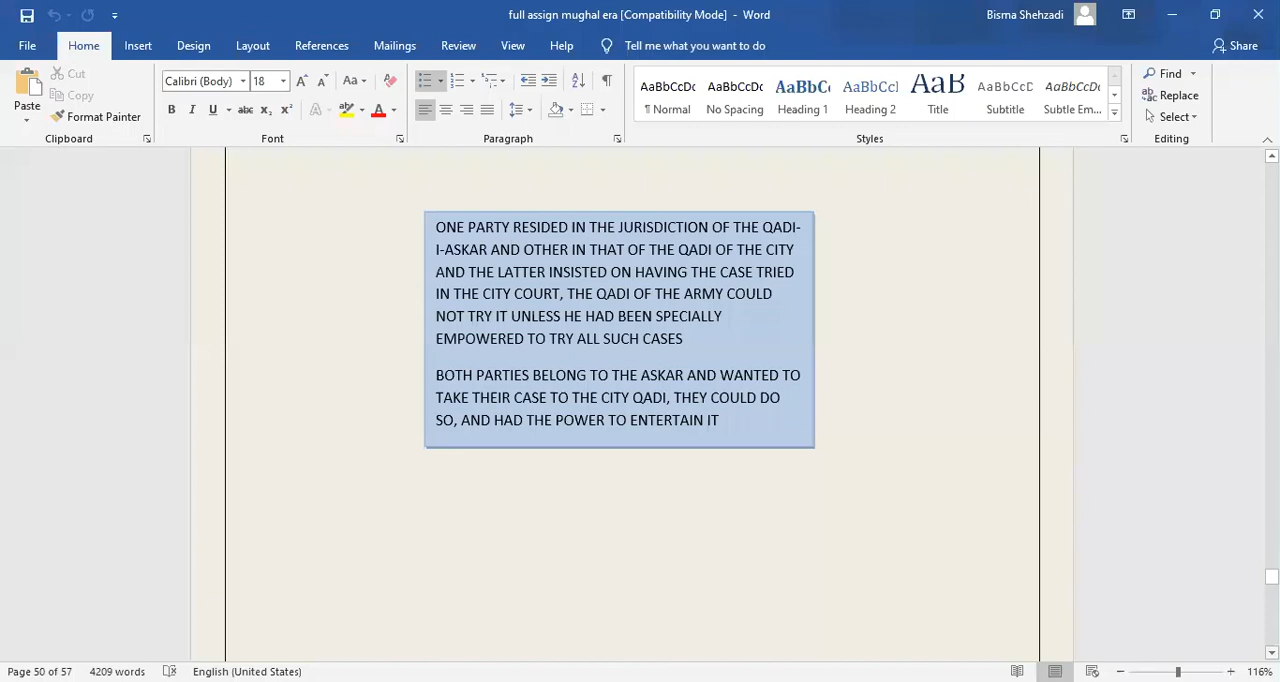 full assign mughal era [Compatibility Mode] - Word
Bisma Shehzadi
File Home Insert Design Layout References Mailings Review View Help Tell me what you want to do Share
Paste
Cut
Copy
Format Painter
Clipboard
Calibri (Body) 18
Font
Paragraph
AaBbCcDc ¶ Normal
AaBbCcDc No Spacing
AaBbCc Heading 1
AaBbCcl Heading 2
AaB Title
AaBbCcD Subtitle
AaBbCcDc Subtle Em...
Styles
Find
Replace
Select
Editing
ONE PARTY RESIDED IN THE JURISDICTION OF THE QADI-
I-ASKAR AND OTHER IN THAT OF THE QADI OF THE CITY
AND THE LATTER INSISTED ON HAVING THE CASE TRIED
IN THE CITY COURT, THE QADI OF THE ARMY COULD
NOT TRY IT UNLESS HE HAD BEEN SPECIALLY
EMPOWERED TO TRY ALL SUCH CASES
BOTH PARTIES BELONG TO THE ASKAR AND WANTED TO
TAKE THEIR CASE TO THE CITY QADI, THEY COULD DO
SO, AND HAD THE POWER TO ENTERTAIN IT
Page 50 of 57 4209 words English (United States) 116%